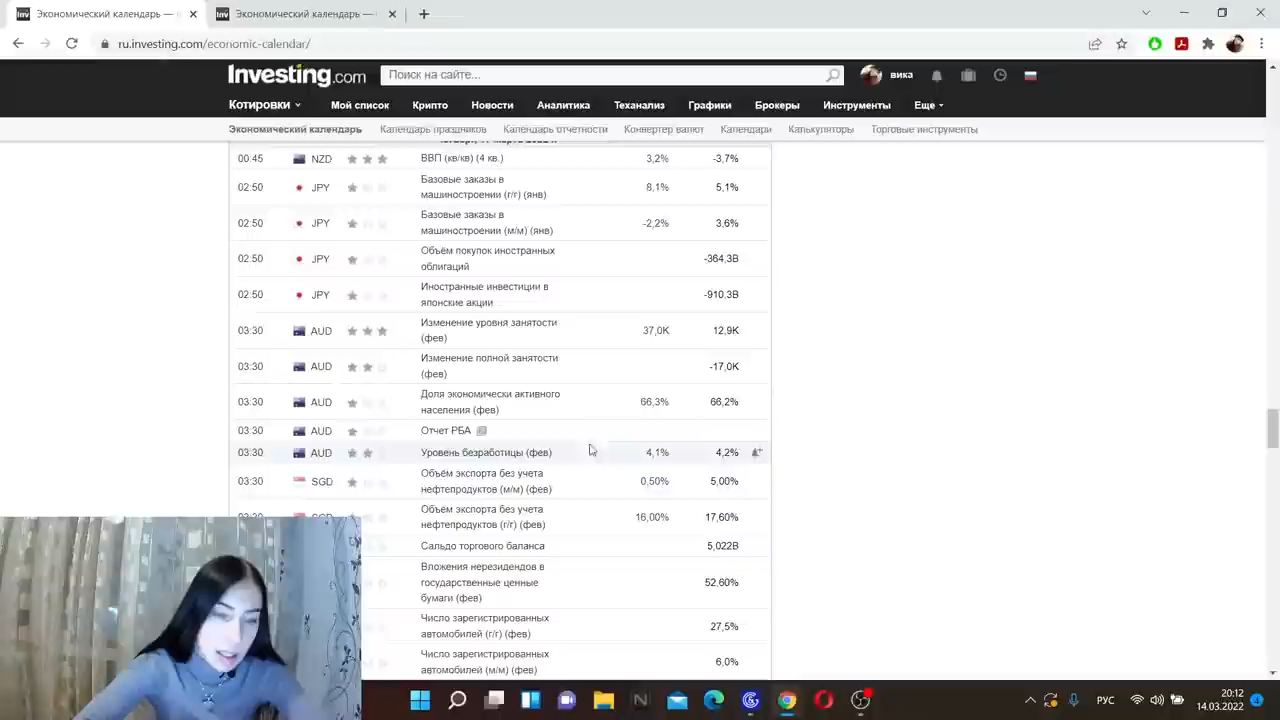 Экономический календарь —
Экономический календарь —
ru.investing.com/economic-calendar/
Investing.com
Поиск на сайте...
вика
Котировки
Мой список
Крипто
Новости
Аналитика
Теханализ
Графики
Брокеры
Инструменты
Еще
Экономический календарь
Календарь праздников
Календарь отчетности
Конвертер валют
Календари
Калькуляторы
Торговые инструменты
00:45 NZD ВВП (кв/кв) (4 кв.) 3,2% -3,7%
02:50 JPY Базовые заказы в
машиностроении (г/г) (янв) 8,1% 5,1%
02:50 JPY Базовые заказы в
машиностроении (м/м) (янв) -2,2% 3,6%
02:50 JPY Объём покупок иностранных
облигаций -364,3B
02:50 JPY Иностранные инвестиции в
японские акции -910,3B
03:30 AUD Изменение уровня занятости
(фев) 37,0K 12,9K
03:30 AUD Изменение полной занятости
(фев) -17,0K
03:30 AUD Доля экономически активного
населения (фев) 66,3% 66,2%
03:30 AUD Отчет РБА
03:30 AUD Уровень безработицы (фев) 4,1% 4,2%
03:30 SGD Объём экспорта без учета
нефтепродуктов (м/м) (фев) 0,50% 5,00%
Объём экспорта без учета
нефтепродуктов (г/г) (фев) 16,00% 17,60%
Сальдо торгового баланса 5,022B
Вложения нерезидентов в
государственные ценные
бумаги (фев) 52,60%
Число зарегистрированных
автомобилей (г/г) (фев) 27,5%
Число зарегистрированных
автомобилей (м/м) (фев) 6,0%
РУС
20:12
14.03.2022